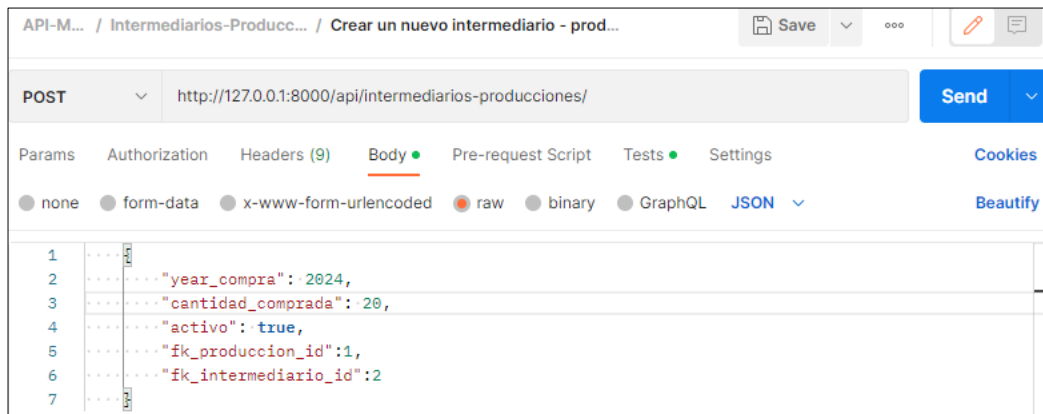 API-M... / Intermediarios-Producc... / Crear un nuevo intermediario - prod... Save ooo
POST http://127.0.0.1:8000/api/intermediarios-producciones/ Send
Params Authorization Headers (9) Body Pre-request Script Tests Settings Cookies
none form-data x-www-form-urlencoded raw binary GraphQL JSON Beautify
1 {
2 "year_compra": 2024,
3 "cantidad_comprada": 20,
4 "activo": true,
5 "fk_produccion_id":1,
6 "fk_intermediario_id":2
7 }